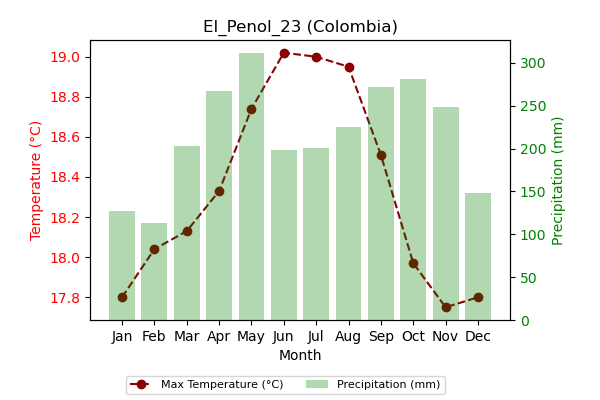 El_Penol_23 (Colombia)
Temperature (°C)
19.0
18.8
18.6
18.4
18.2
18.0
17.8
300
250
200
150
100
50
0
Precipitation (mm)
Jan Feb Mar Apr May Jun Jul Aug Sep Oct Nov Dec
Month
Max Temperature (°C) Precipitation (mm)